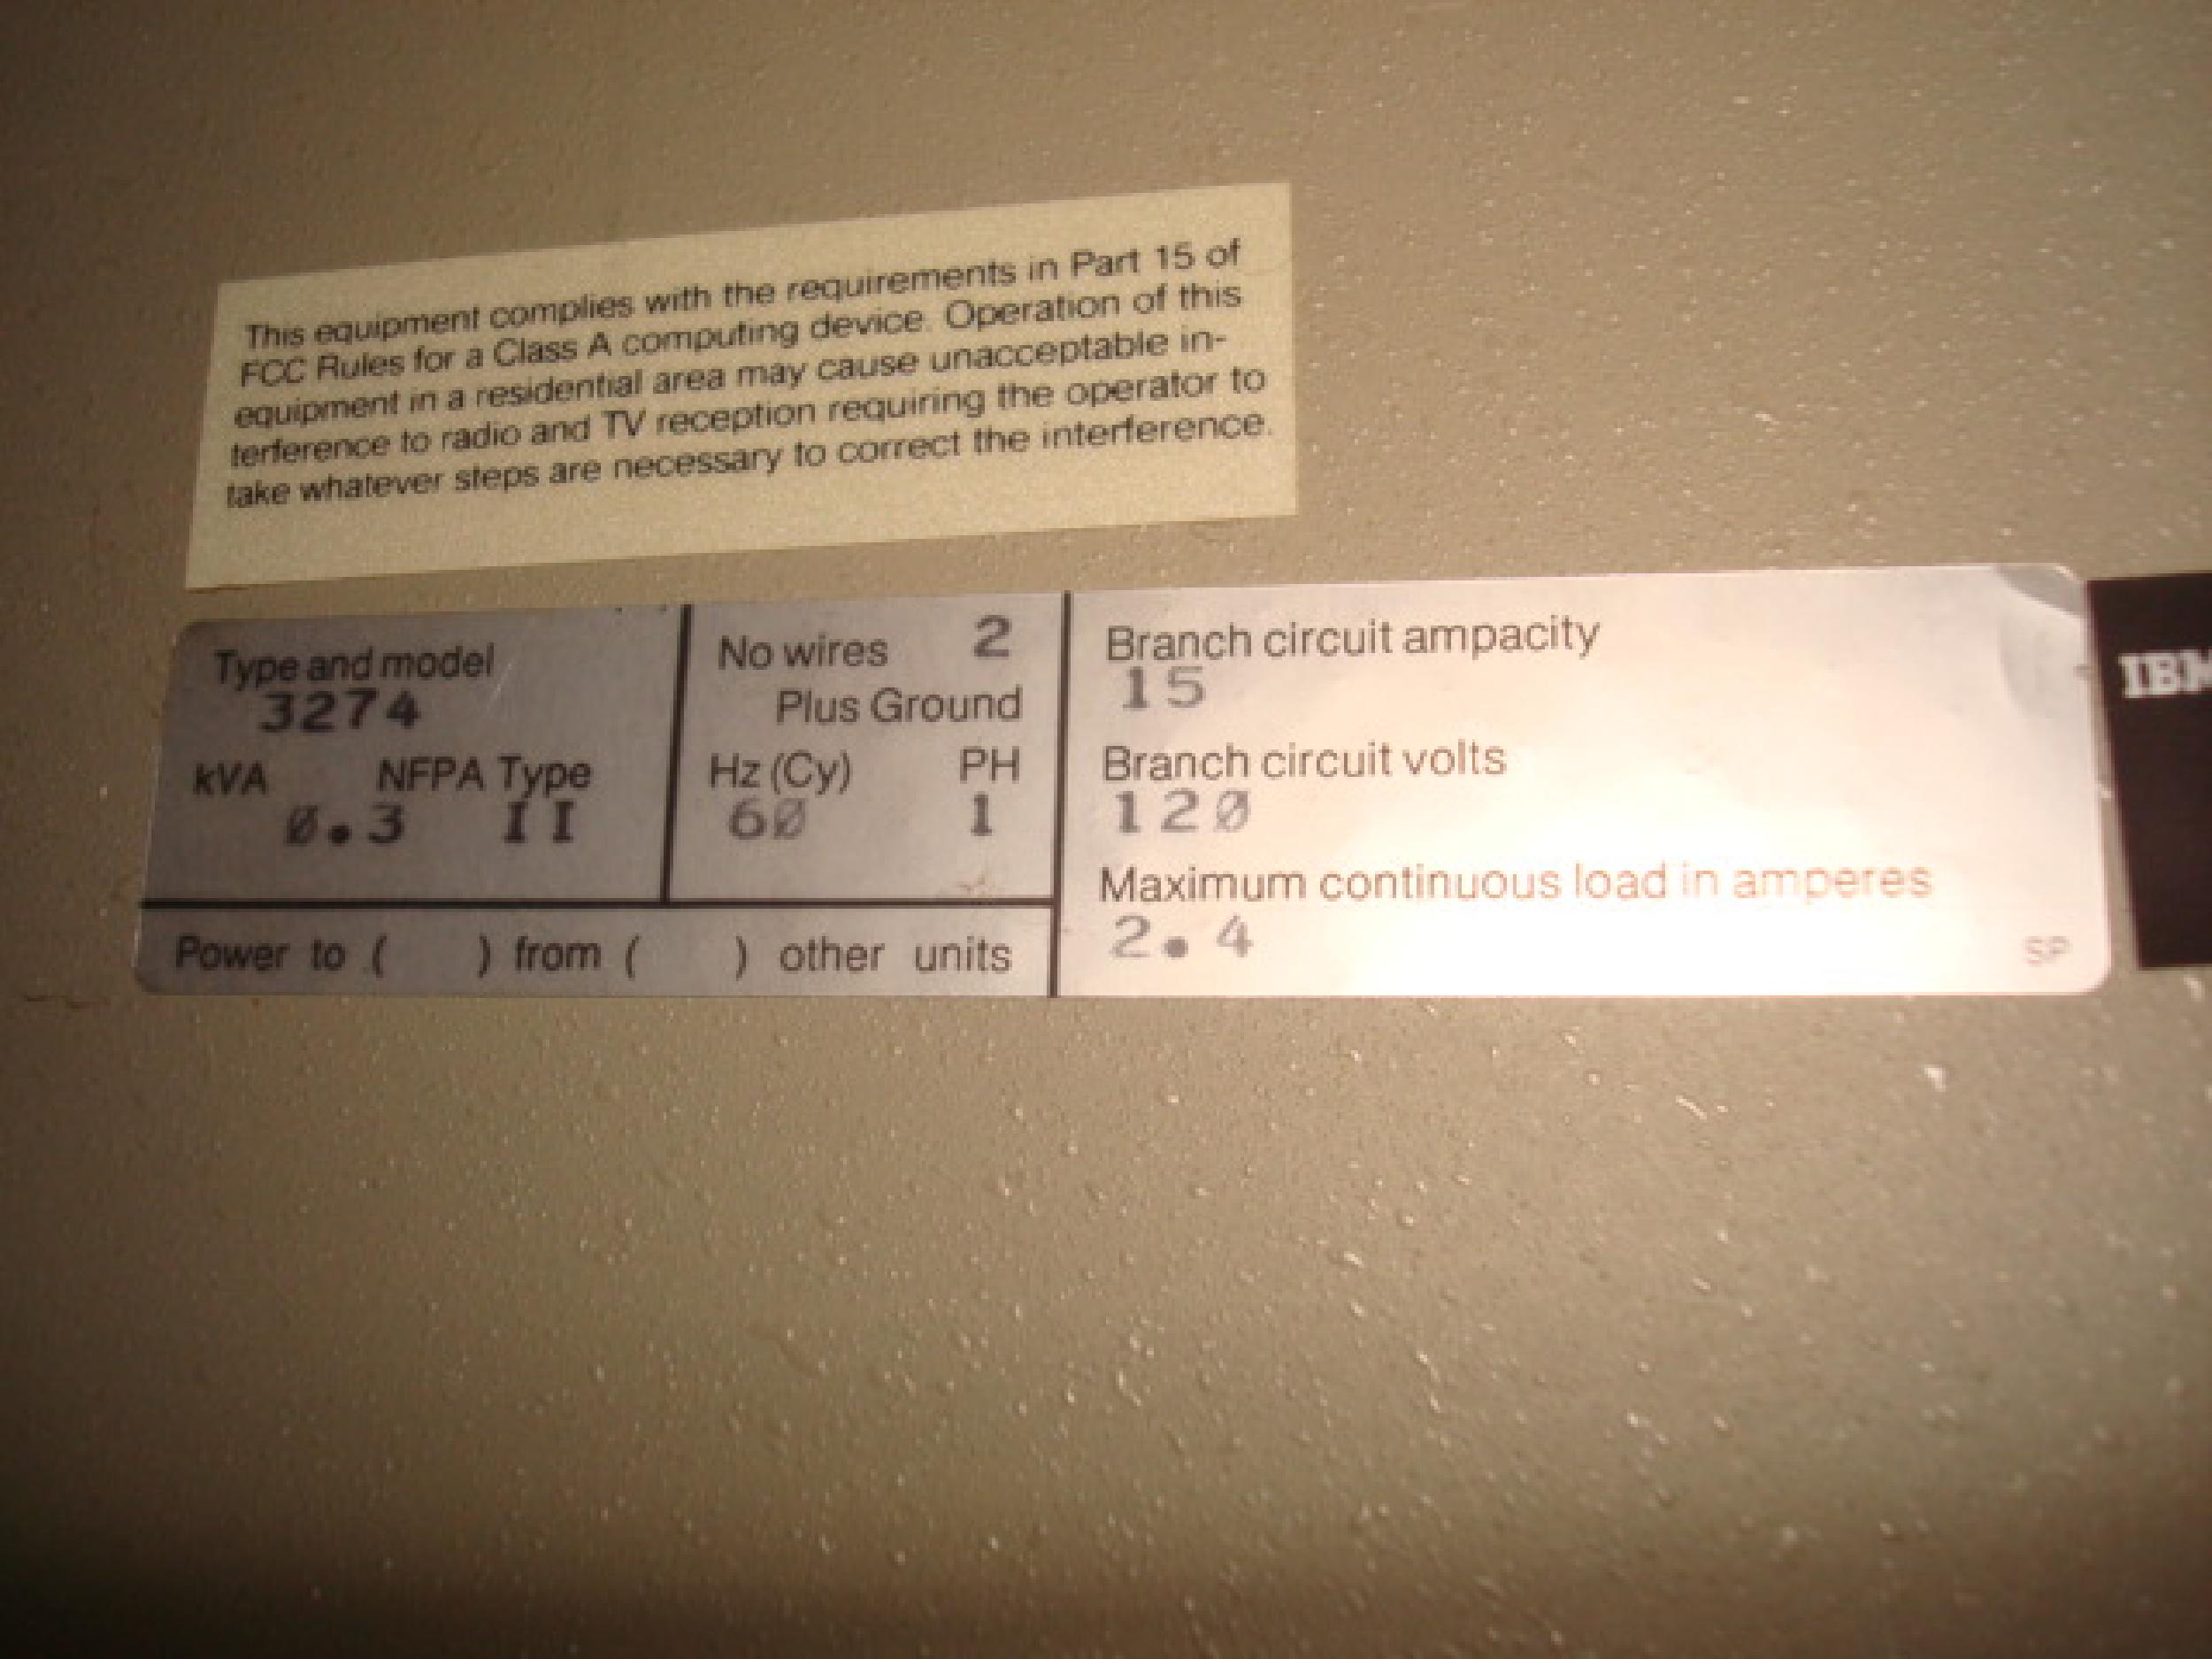 This equipment complies with the requirements in Part 15 of
FCC Rules for a Class A computing device. Operation of this
equipment in a residential area may cause unacceptable in-
terference to radio and TV reception requiring the operator to
take whatever steps are necessary to correct the interference.
Type and model
3274
kVA NFPA Type
0.3 II
No wires 2
Plus Ground
Hz (Cy) PH
60 1
Power to ( ) from ( ) other units
Branch circuit ampacity
15
Branch circuit volts
120
Maximum continuous load in amperes
2.4
SP
IBM